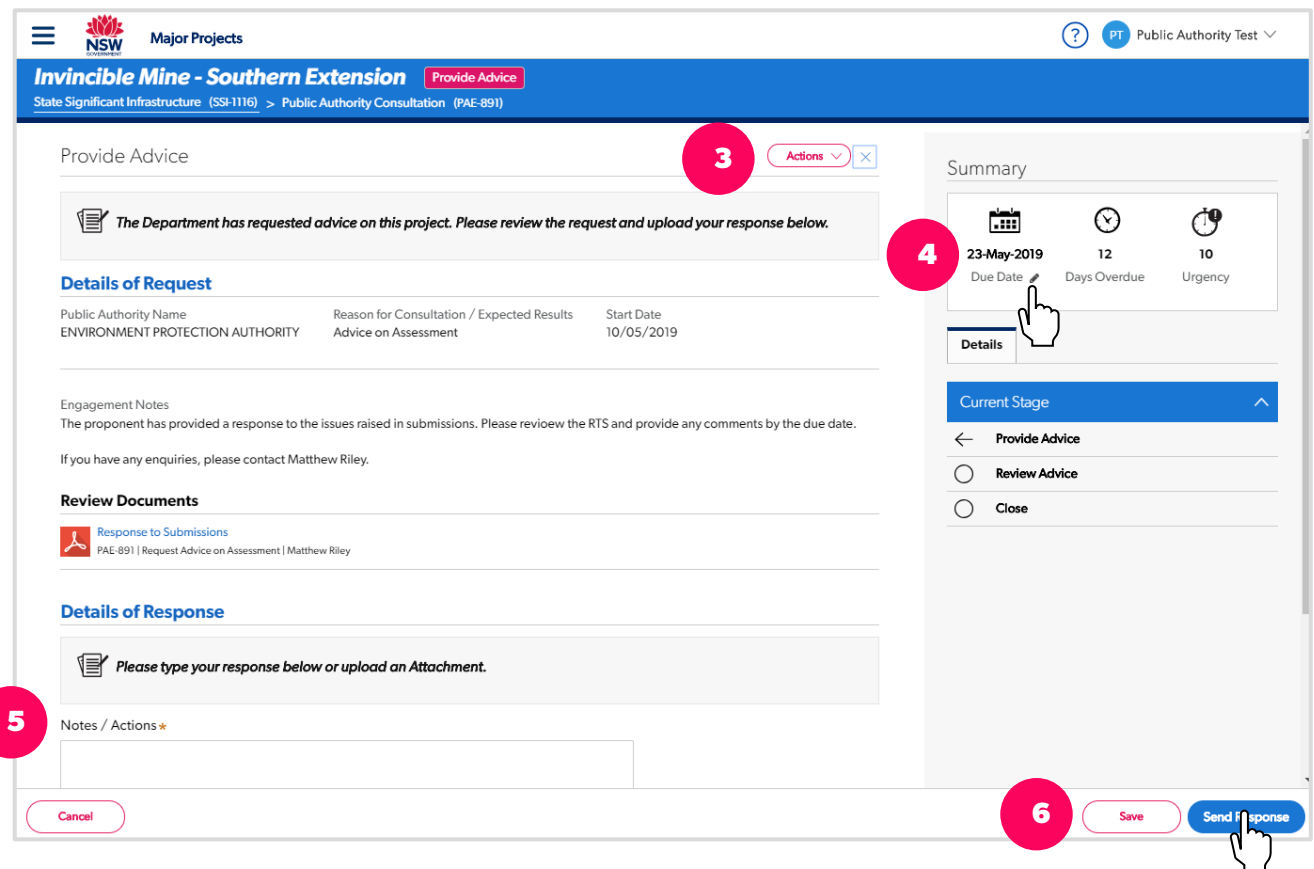 NSW
GOVERNMENT
Major Projects
?
PT
Public Authority Test
Invincible Mine - Southern Extension
Provide Advice
State Significant Infrastructure (SSI-1116) > Public Authority Consultation (PAE-891)
Provide Advice
3
Actions
The Department has requested advice on this project. Please review the request and upload your response below.
Details of Request
Public Authority Name Reason for Consultation / Expected Results Start Date
ENVIRONMENT PROTECTION AUTHORITY Advice on Assessment 10/05/2019
Engagement Notes
The proponent has provided a response to the issues raised in submissions. Please revioew the RTS and provide any comments by the due date.
If you have any enquiries, please contact Matthew Riley.
Review Documents
Response to Submissions
PAE-891 | Request Advice on Assessment | Matthew Riley
Details of Response
Please type your response below or upload an Attachment.
5
Notes / Actions *
Summary
4
23-May-2019 12 10
Due Date Days Overdue Urgency
Details
Current Stage
Provide Advice
Review Advice
Close
Cancel
6
Save
Send Response